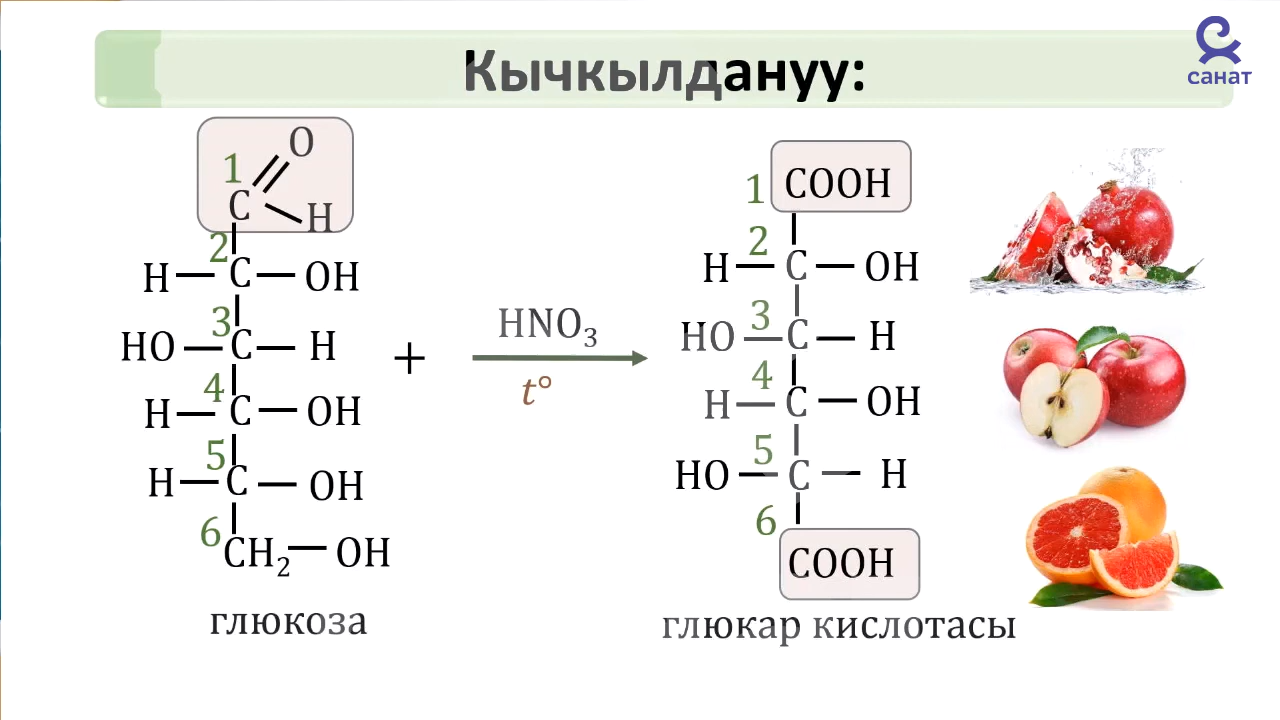 Кычкылдануу:
санат
O
1
C
H
2
H C OH
3
HO C H
4
H C OH
5
H C OH
6
CH₂ OH
глюкоза
+
HNO₃
t°
1 COOH
2
H C OH
3
HO C H
4
H C OH
5
HO C H
6
COOH
глюкар кислотасы